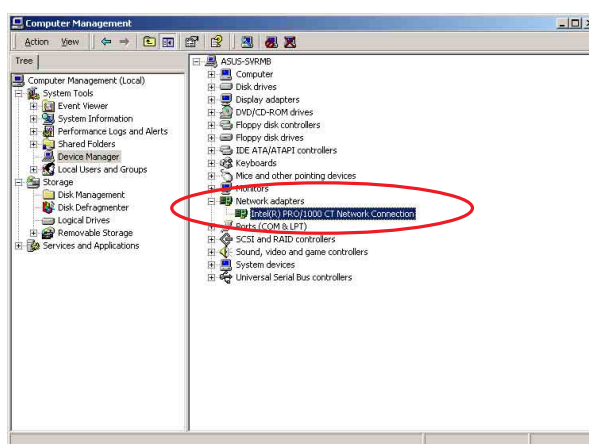 Computer Management
Action View
Tree
Computer Management (Local)
System Tools
Event Viewer
System Information
Performance Logs and Alerts
Shared Folders
Device Manager
Local Users and Groups
Storage
Disk Management
Disk Defragmenter
Logical Drives
Removable Storage
Services and Applications
ASUS-SVRMB
Computer
Disk drives
Display adapters
DVD/CD-ROM drives
Floppy disk controllers
Floppy disk drives
IDE ATA/ATAPI controllers
Keyboards
Mice and other pointing devices
Monitors
Network adapters
Intel(R) PRO/1000 CT Network Connection
Ports (COM & LPT)
SCSI and RAID controllers
Sound, video and game controllers
System devices
Universal Serial Bus controllers